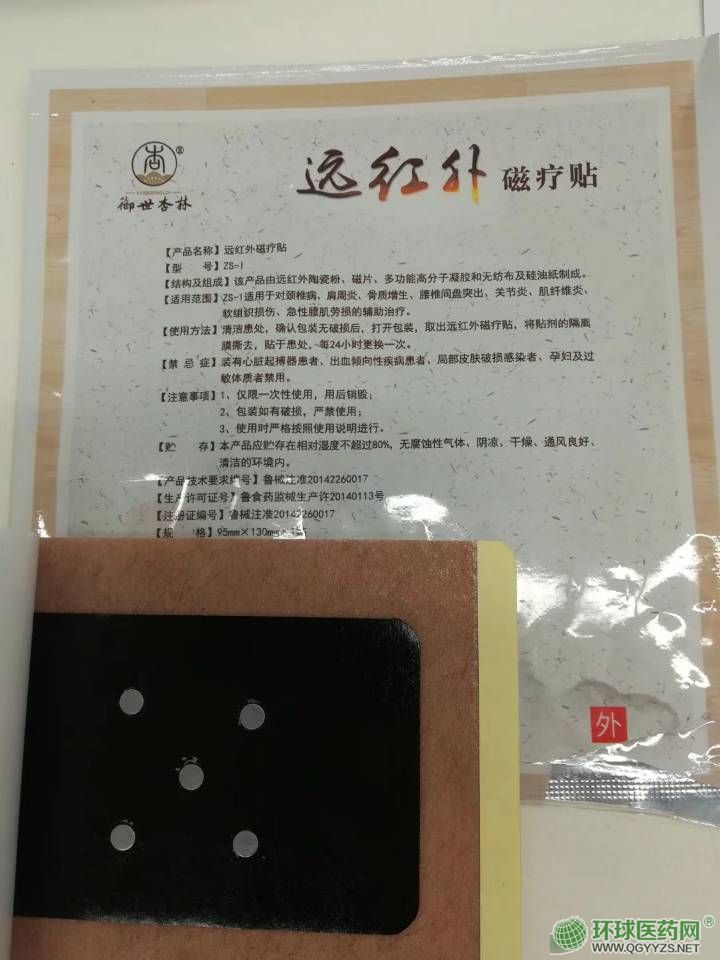 远红外 磁疗贴
御世杏林
【产品名称】远红外磁疗贴
【型 号】ZS-I
【结构及组成】该产品由远红外陶瓷粉、磁片、多功能高分子凝胶和无纺布及硅油纸制成。
【适用范围】ZS-I适用于对颈椎病、肩周炎、骨质增生、腰椎间盘突出、关节炎、肌纤维炎、
软组织损伤、急性腰肌劳损的辅助治疗。
【使用方法】清洁患处，确认包装无破损后，打开包装，取出远红外磁疗贴，将贴剂的隔离
膜撕去，贴于患处，每24小时更换一次。
【禁 忌 症】装有心脏起搏器患者、出血倾向性疾病患者、局部皮肤破损感染者、孕妇及过
敏体质者禁用。
【注意事项】1、仅限一次性使用，用后销毁；
2、包装如有破损，严禁使用；
3、使用时严格按照使用说明进行。
【贮 存】本产品应贮存在相对湿度不超过80%，无腐蚀性气体、阴凉、干燥、通风良好、
清洁的环境内。
【产品技术要求编号】鲁械注准20142260017
【生产许可证号】鲁食药监械生产许20140113号
【注册证编号】鲁械注准20142260017
【规 格】95mm×130mm
外
环球医药网
WWW.QGYYZS.NET